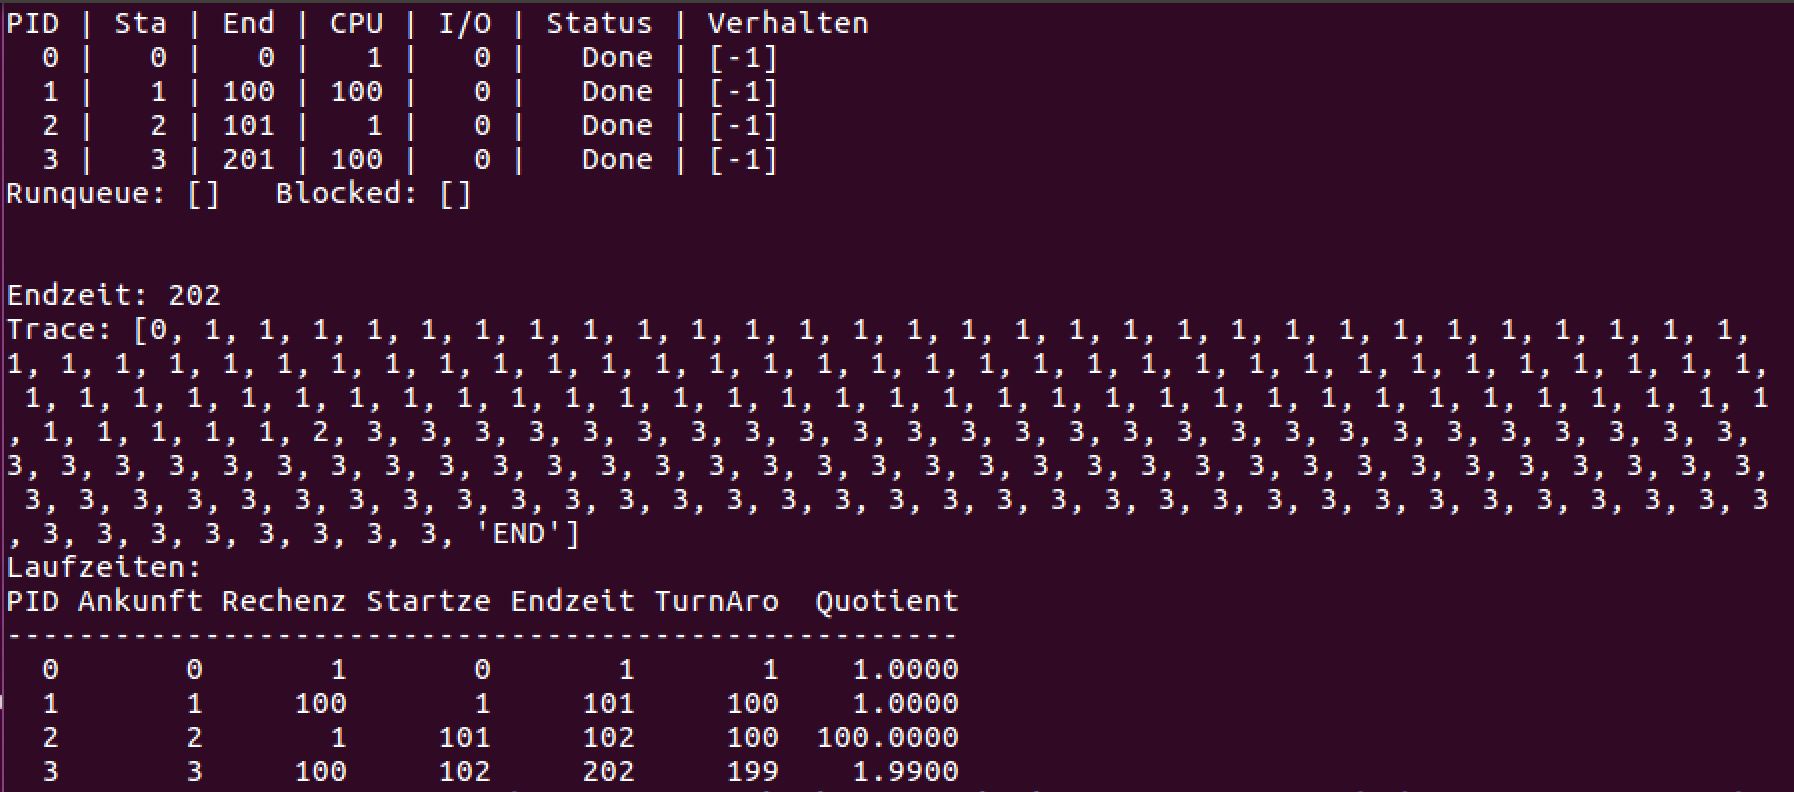 PID | Sta | End | CPU | I/O | Status | Verhalten
  0 |   0 |   0 |   1 |   0 |   Done | [-1]
  1 |   1 | 100 | 100 |   0 |   Done | [-1]
  2 |   2 | 101 |   1 |   0 |   Done | [-1]
  3 |   3 | 201 | 100 |   0 |   Done | [-1]
Runqueue: []   Blocked: []
Endzeit: 202
Trace: [0, 1, 1, 1, 1, 1, 1, 1, 1, 1, 1, 1, 1, 1, 1, 1, 1, 1, 1, 1, 1, 1, 1, 1, 1, 1, 1, 1, 1, 1,
1, 1, 1, 1, 1, 1, 1, 1, 1, 1, 1, 1, 1, 1, 1, 1, 1, 1, 1, 1, 1, 1, 1, 1, 1, 1, 1, 1, 1, 1, 1, 1, 1,
 1, 1, 1, 1, 1, 1, 1, 1, 1, 1, 1, 1, 1, 1, 1, 1, 1, 1, 1, 1, 1, 1, 1, 1, 1, 1, 1, 1, 1, 1, 1, 1, 1
, 1, 1, 1, 1, 1, 2, 3, 3, 3, 3, 3, 3, 3, 3, 3, 3, 3, 3, 3, 3, 3, 3, 3, 3, 3, 3, 3, 3, 3, 3, 3, 3,
3, 3, 3, 3, 3, 3, 3, 3, 3, 3, 3, 3, 3, 3, 3, 3, 3, 3, 3, 3, 3, 3, 3, 3, 3, 3, 3, 3, 3, 3, 3, 3, 3,
 3, 3, 3, 3, 3, 3, 3, 3, 3, 3, 3, 3, 3, 3, 3, 3, 3, 3, 3, 3, 3, 3, 3, 3, 3, 3, 3, 3, 3, 3, 3, 3, 3
, 3, 3, 3, 3, 3, 3, 3, 3, 'END']
Laufzeiten:
PID Ankunft Rechenz Startze Endzeit TurnAro  Quotient
-----------------------------------------------------
  0       0       1       0       1       1    1.0000
  1       1     100       1     101     100    1.0000
  2       2       1     101     102     100  100.0000
  3       3     100     102     202     199    1.9900